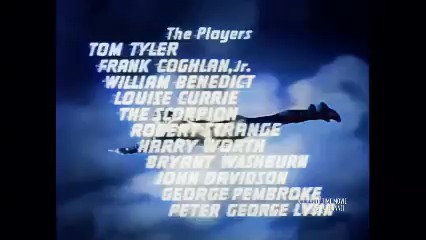 The Players
TOM TYLER
FRANK COGHLAN, Jr.
WILLIAM BENEDICT
LOUISE CURRIE
THE SCORPION
ROBERT STRANGE
HARRY WORTH
BRYANT WASHBURN
JOHN DAVIDSON
GEORGE PEMBROKE
PETER GEORGE LYNN